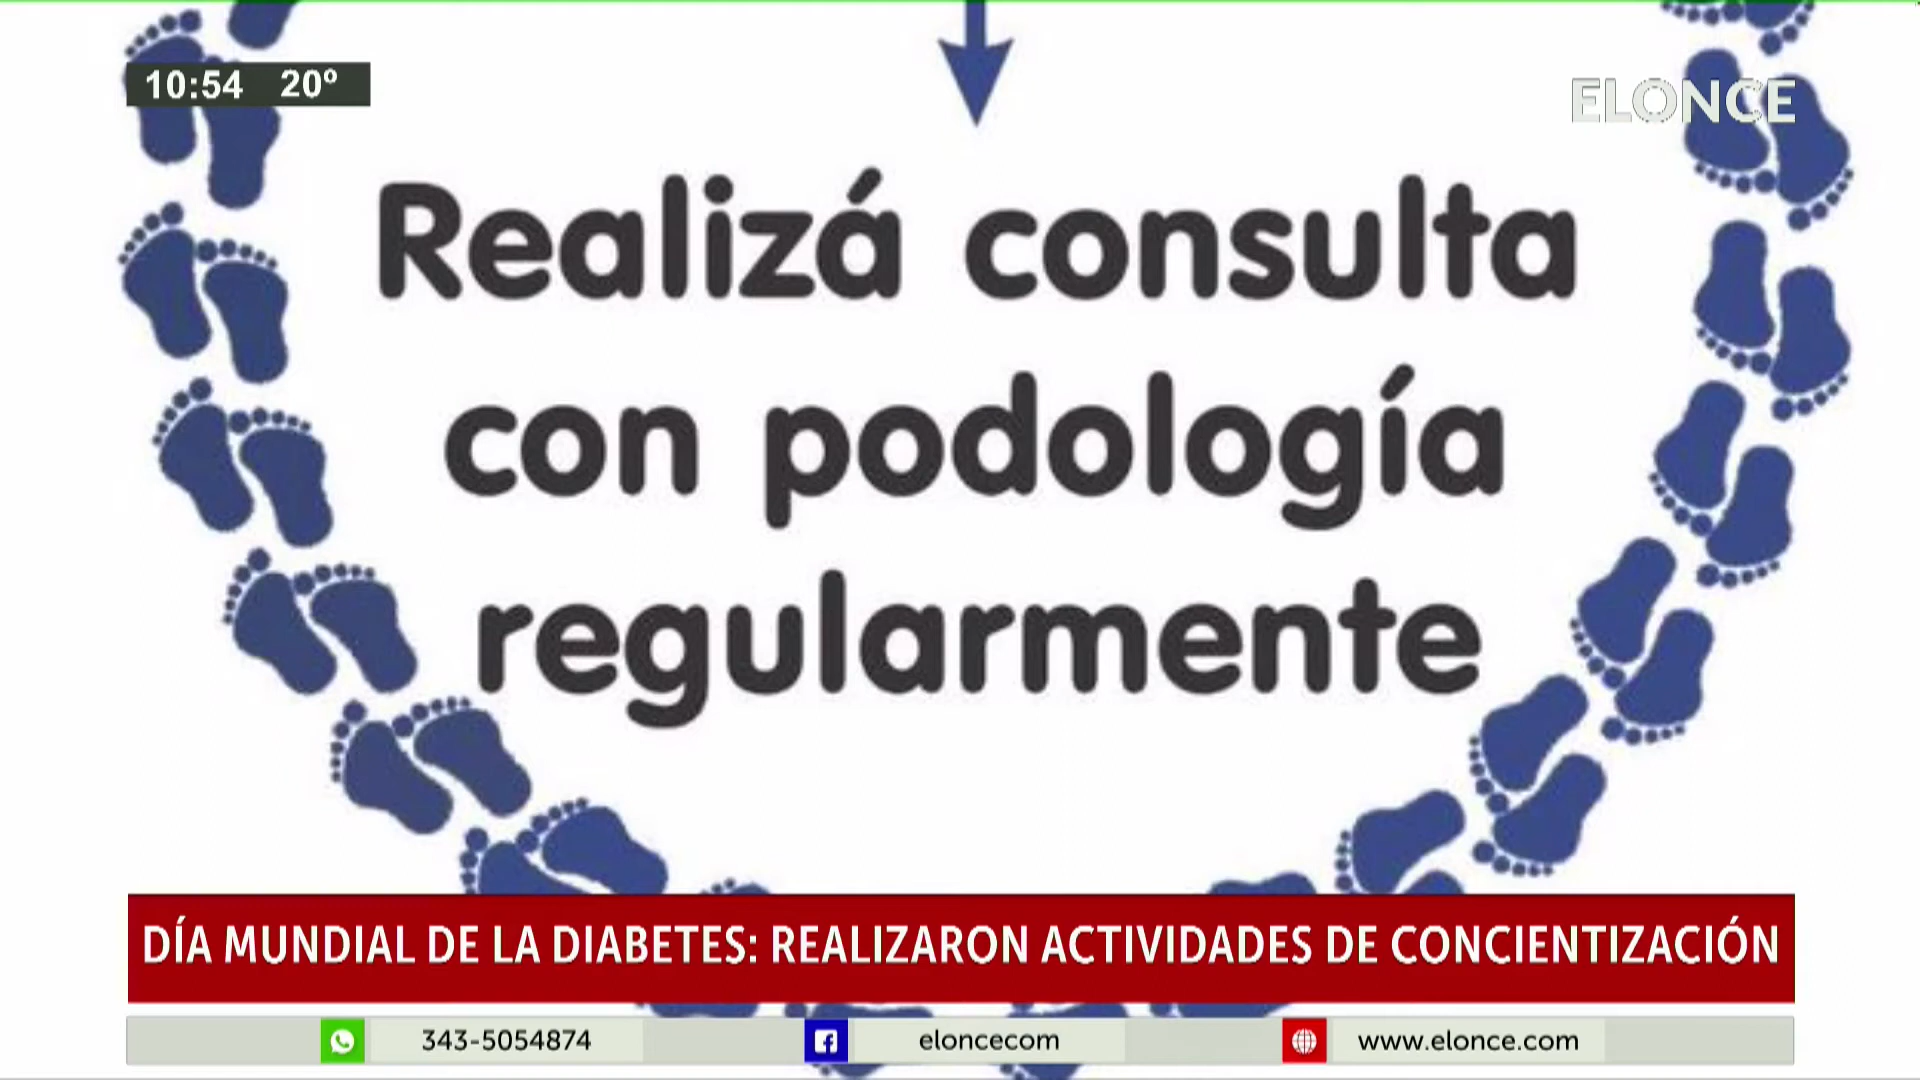 10:54 20º
ELONCE
Realizá consulta
con podología
regularmente
DÍA MUNDIAL DE LA DIABETES: REALIZARON ACTIVIDADES DE CONCIENTIZACIÓN
343-5054874 eloncecom www.elonce.com